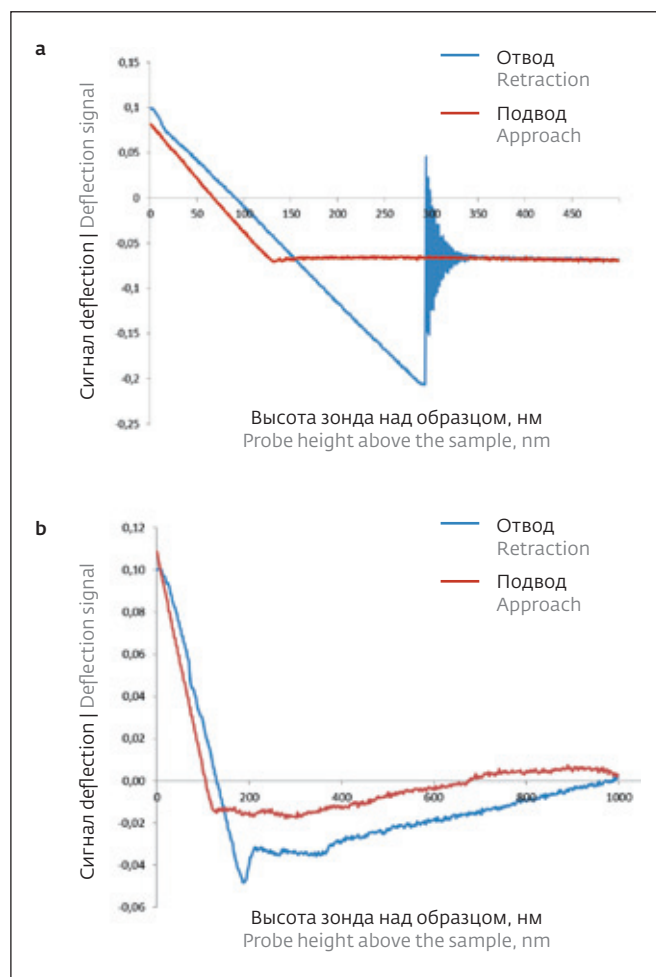 a
Отвод
Retraction
Подвод
Approach
0,15
0,1
0,05
0
-0,05
-0,1
-0,15
-0,2
-0,25
0 50 100 150 200 250 300 350 400 450
Сигнал deflection | Deflection signal
Высота зонда над образцом, нм
Probe height above the sample, nm
b
Отвод
Retraction
Подвод
Approach
0,12
0,10
0,08
0,06
0,04
0,02
0,00
-0,02
-0,04
-0,06
0 200 400 600 800 1000
Сигнал deflection | Deflection signal
Высота зонда над образцом, нм
Probe height above the sample, nm